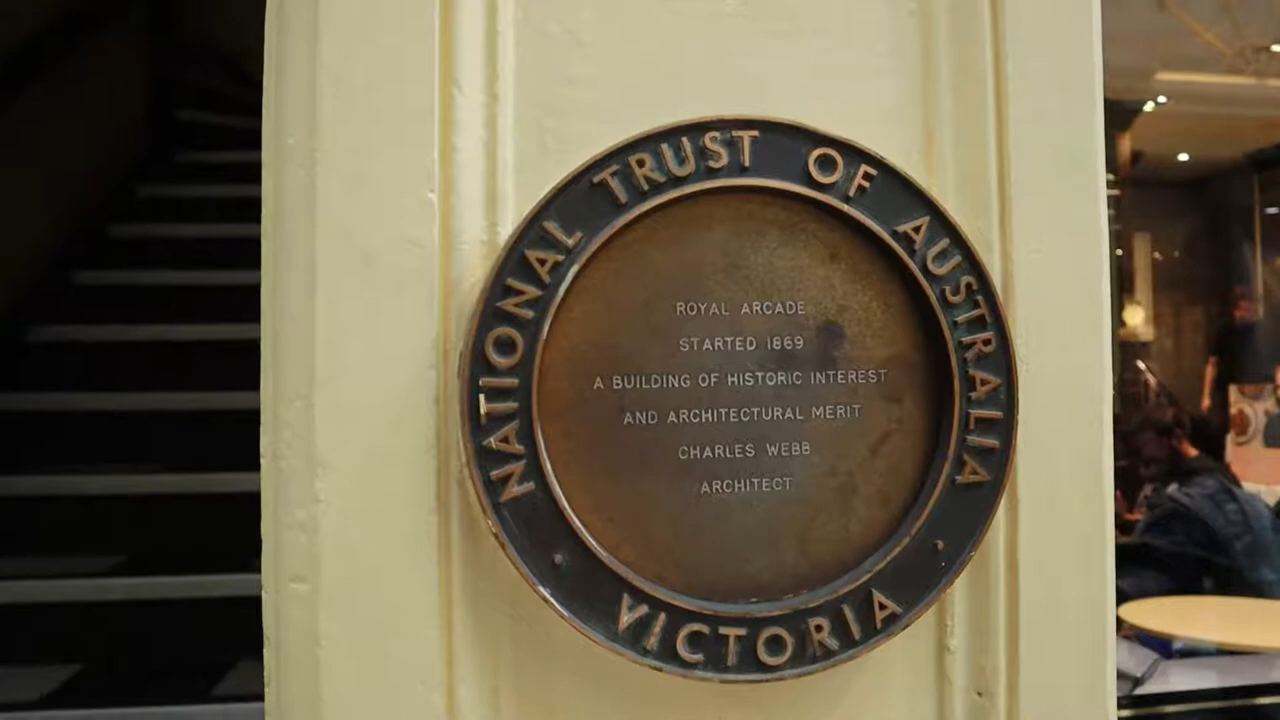 NATIONAL TRUST OF AUSTRALIA
ROYAL ARCADE
STARTED 1869
A BUILDING OF HISTORIC INTEREST
AND ARCHITECTURAL MERIT
CHARLES WEBB
ARCHITECT
VICTORIA